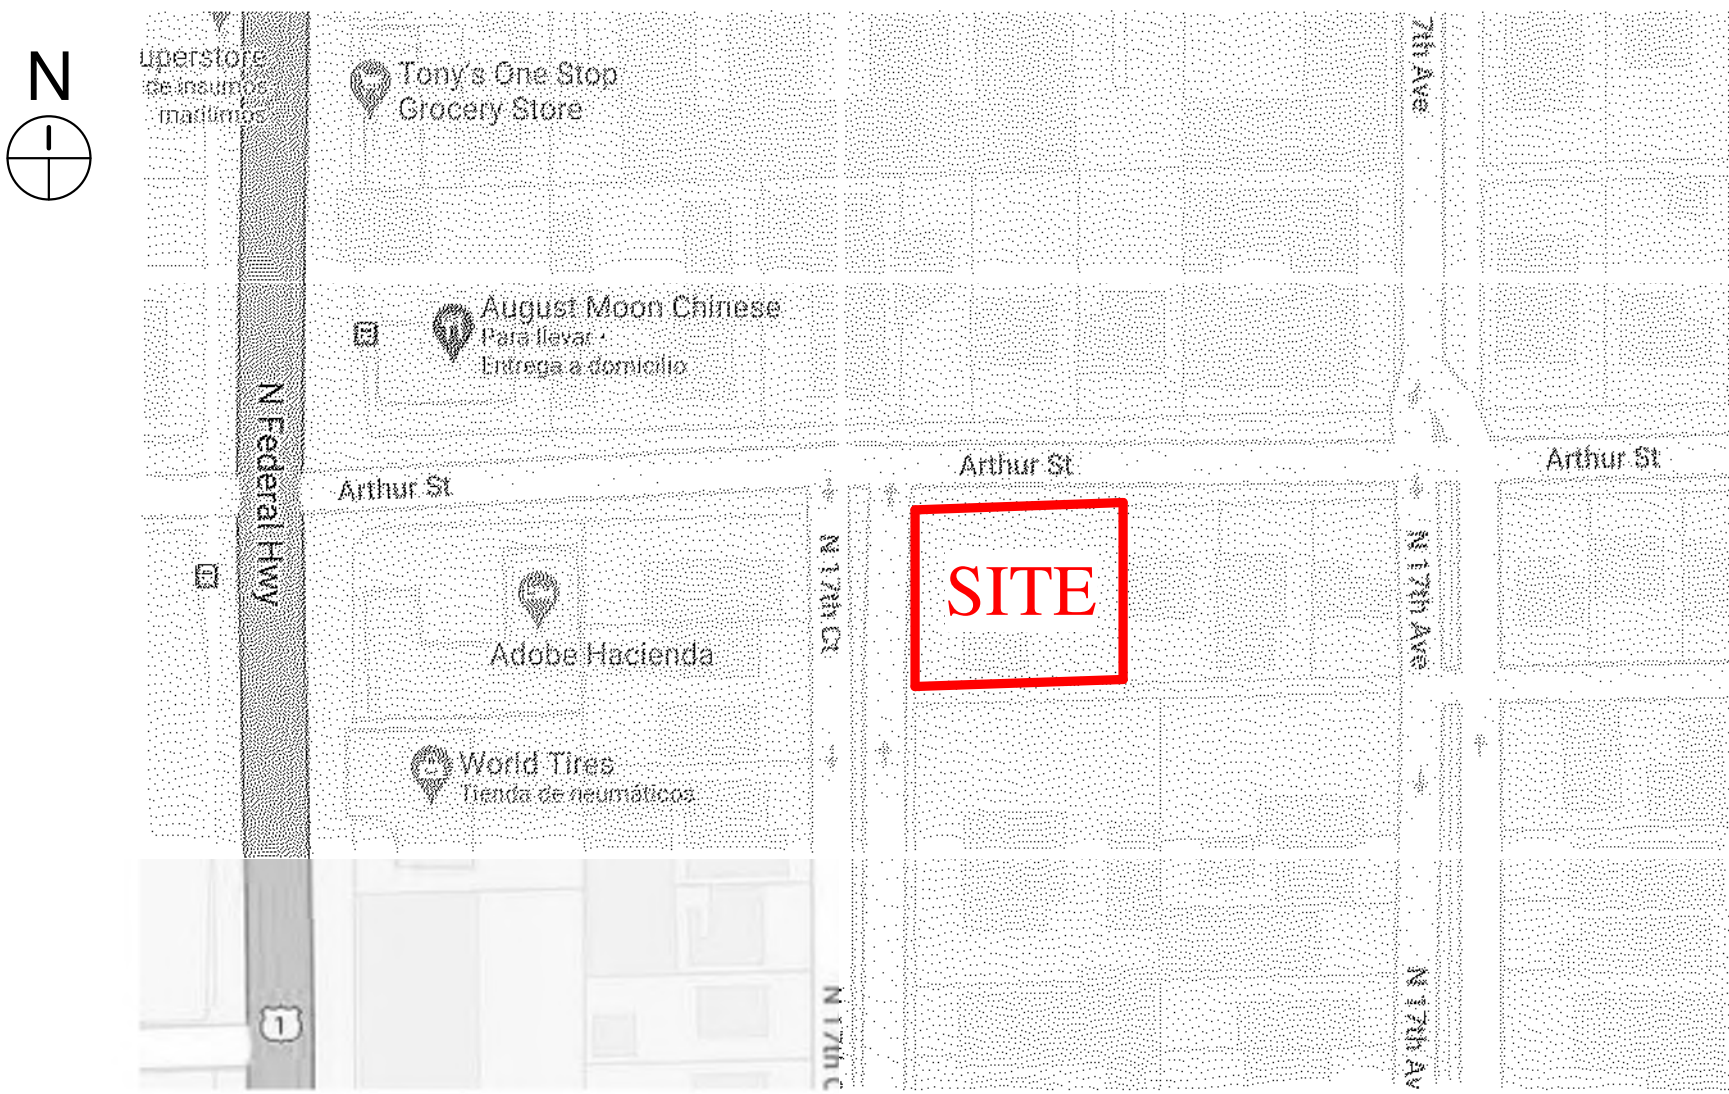 N
uperstore
de insumos
marítimos
Tony's One Stop
Grocery Store
7th Ave
August Moon Chinese
Para llevar ·
Entrega a domicilio
N Federal Hwy
Arthur St
Arthur St
Arthur St
N 17th Ct
SITE
N 17th Ave
Adobe Hacienda
World Tires
Tienda de neumáticos
1
N 17th C
N 17th Av